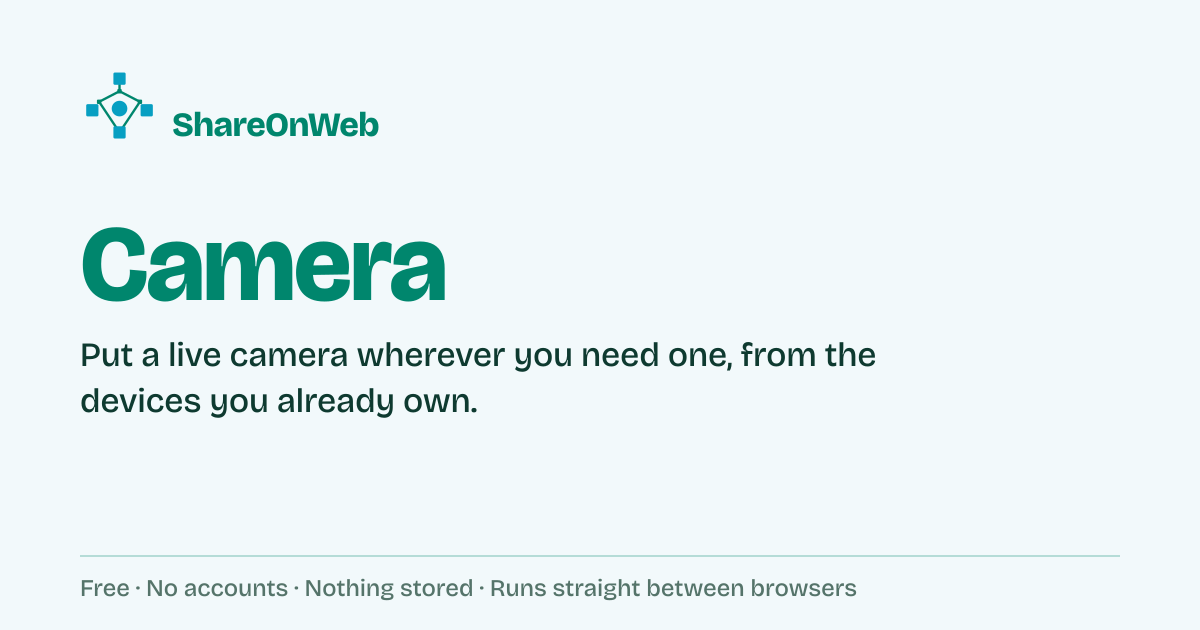 ShareOnWeb
Camera
Put a live camera wherever you need one, from the
devices you already own.
Free · No accounts · Nothing stored · Runs straight between browsers